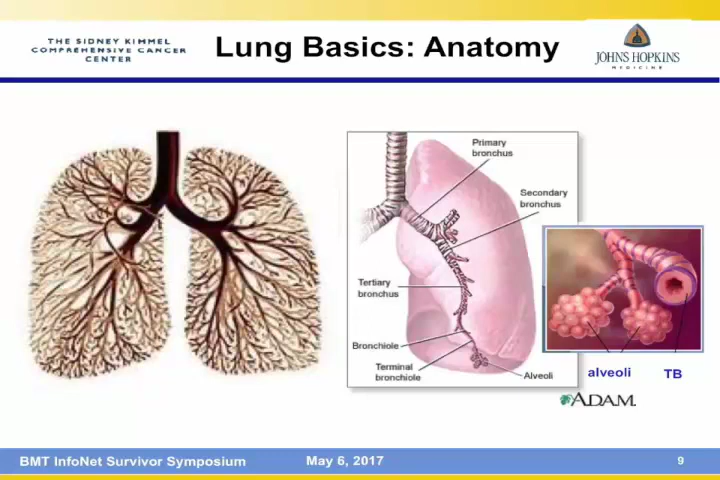 THE SIDNEY KIMMEL
COMPREHENSIVE CANCER
CENTER
Lung Basics: Anatomy
JOHNS HOPKINS
MEDICINE
Primary
bronchus
Secondary
bronchus
Tertiary
bronchus
Bronchiole
Terminal
bronchiole
Alveoli
alveoli
TB
ADAM.
BMT InfoNet Survivor Symposium
May 6, 2017
9